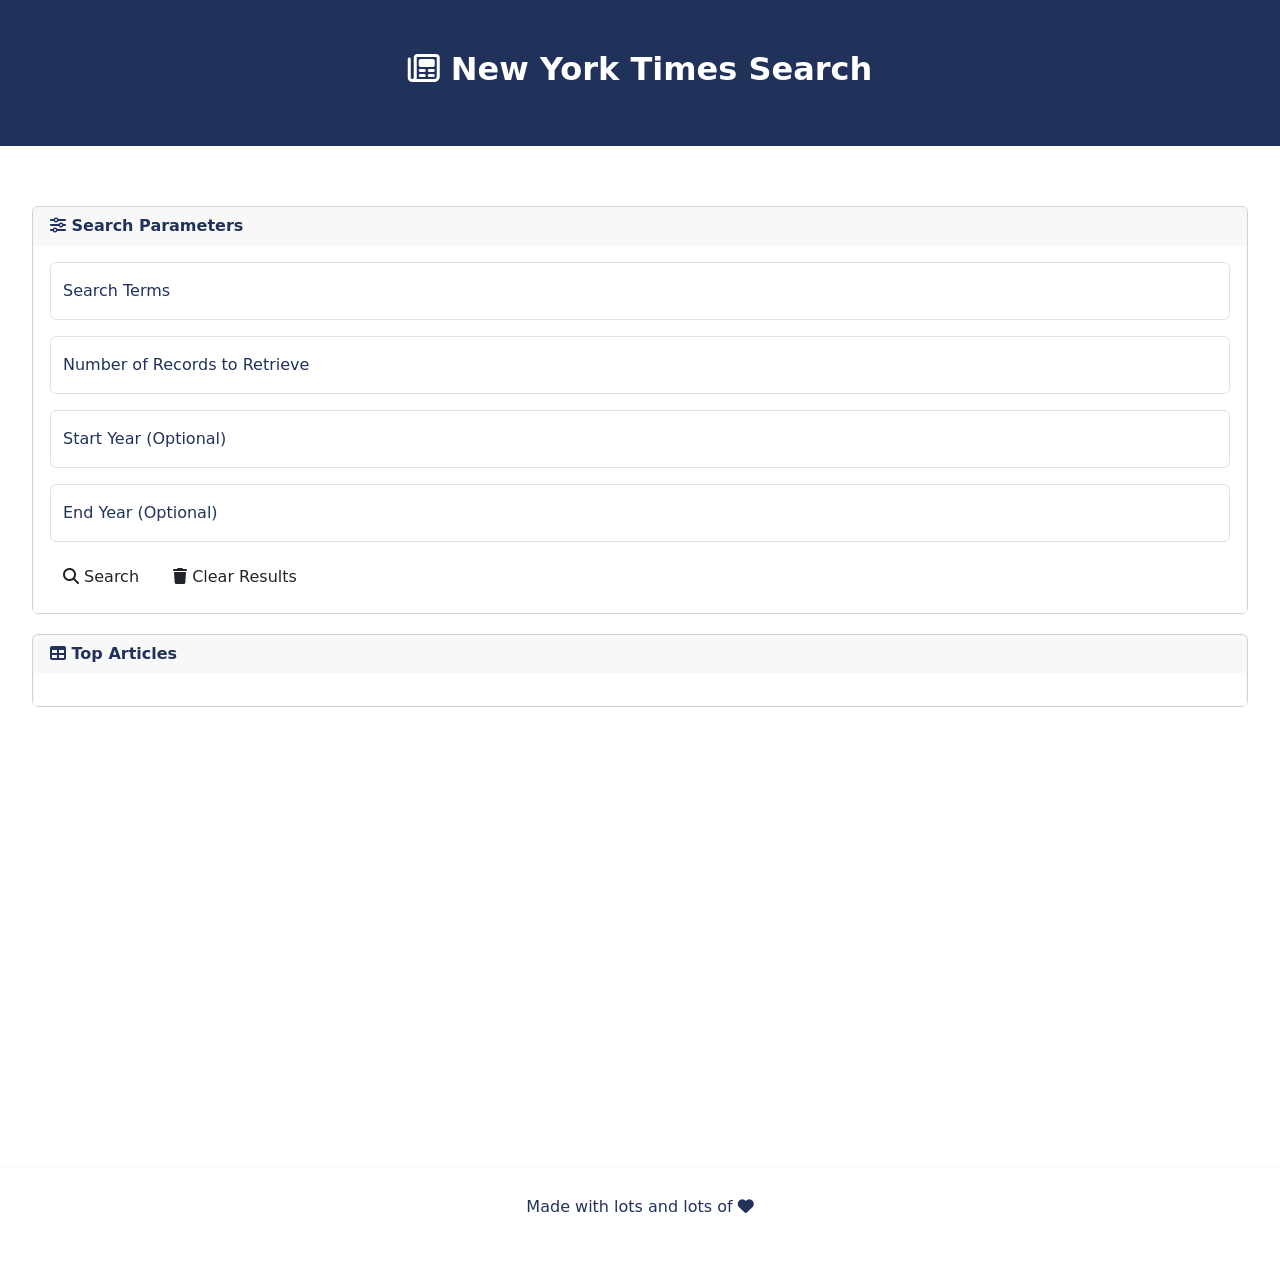 New York Times Search
Search Parameters
Search Terms
Number of Records to Retrieve
Start Year (Optional)
End Year (Optional)
Search Clear Results
Top Articles
Made with lots and lots of